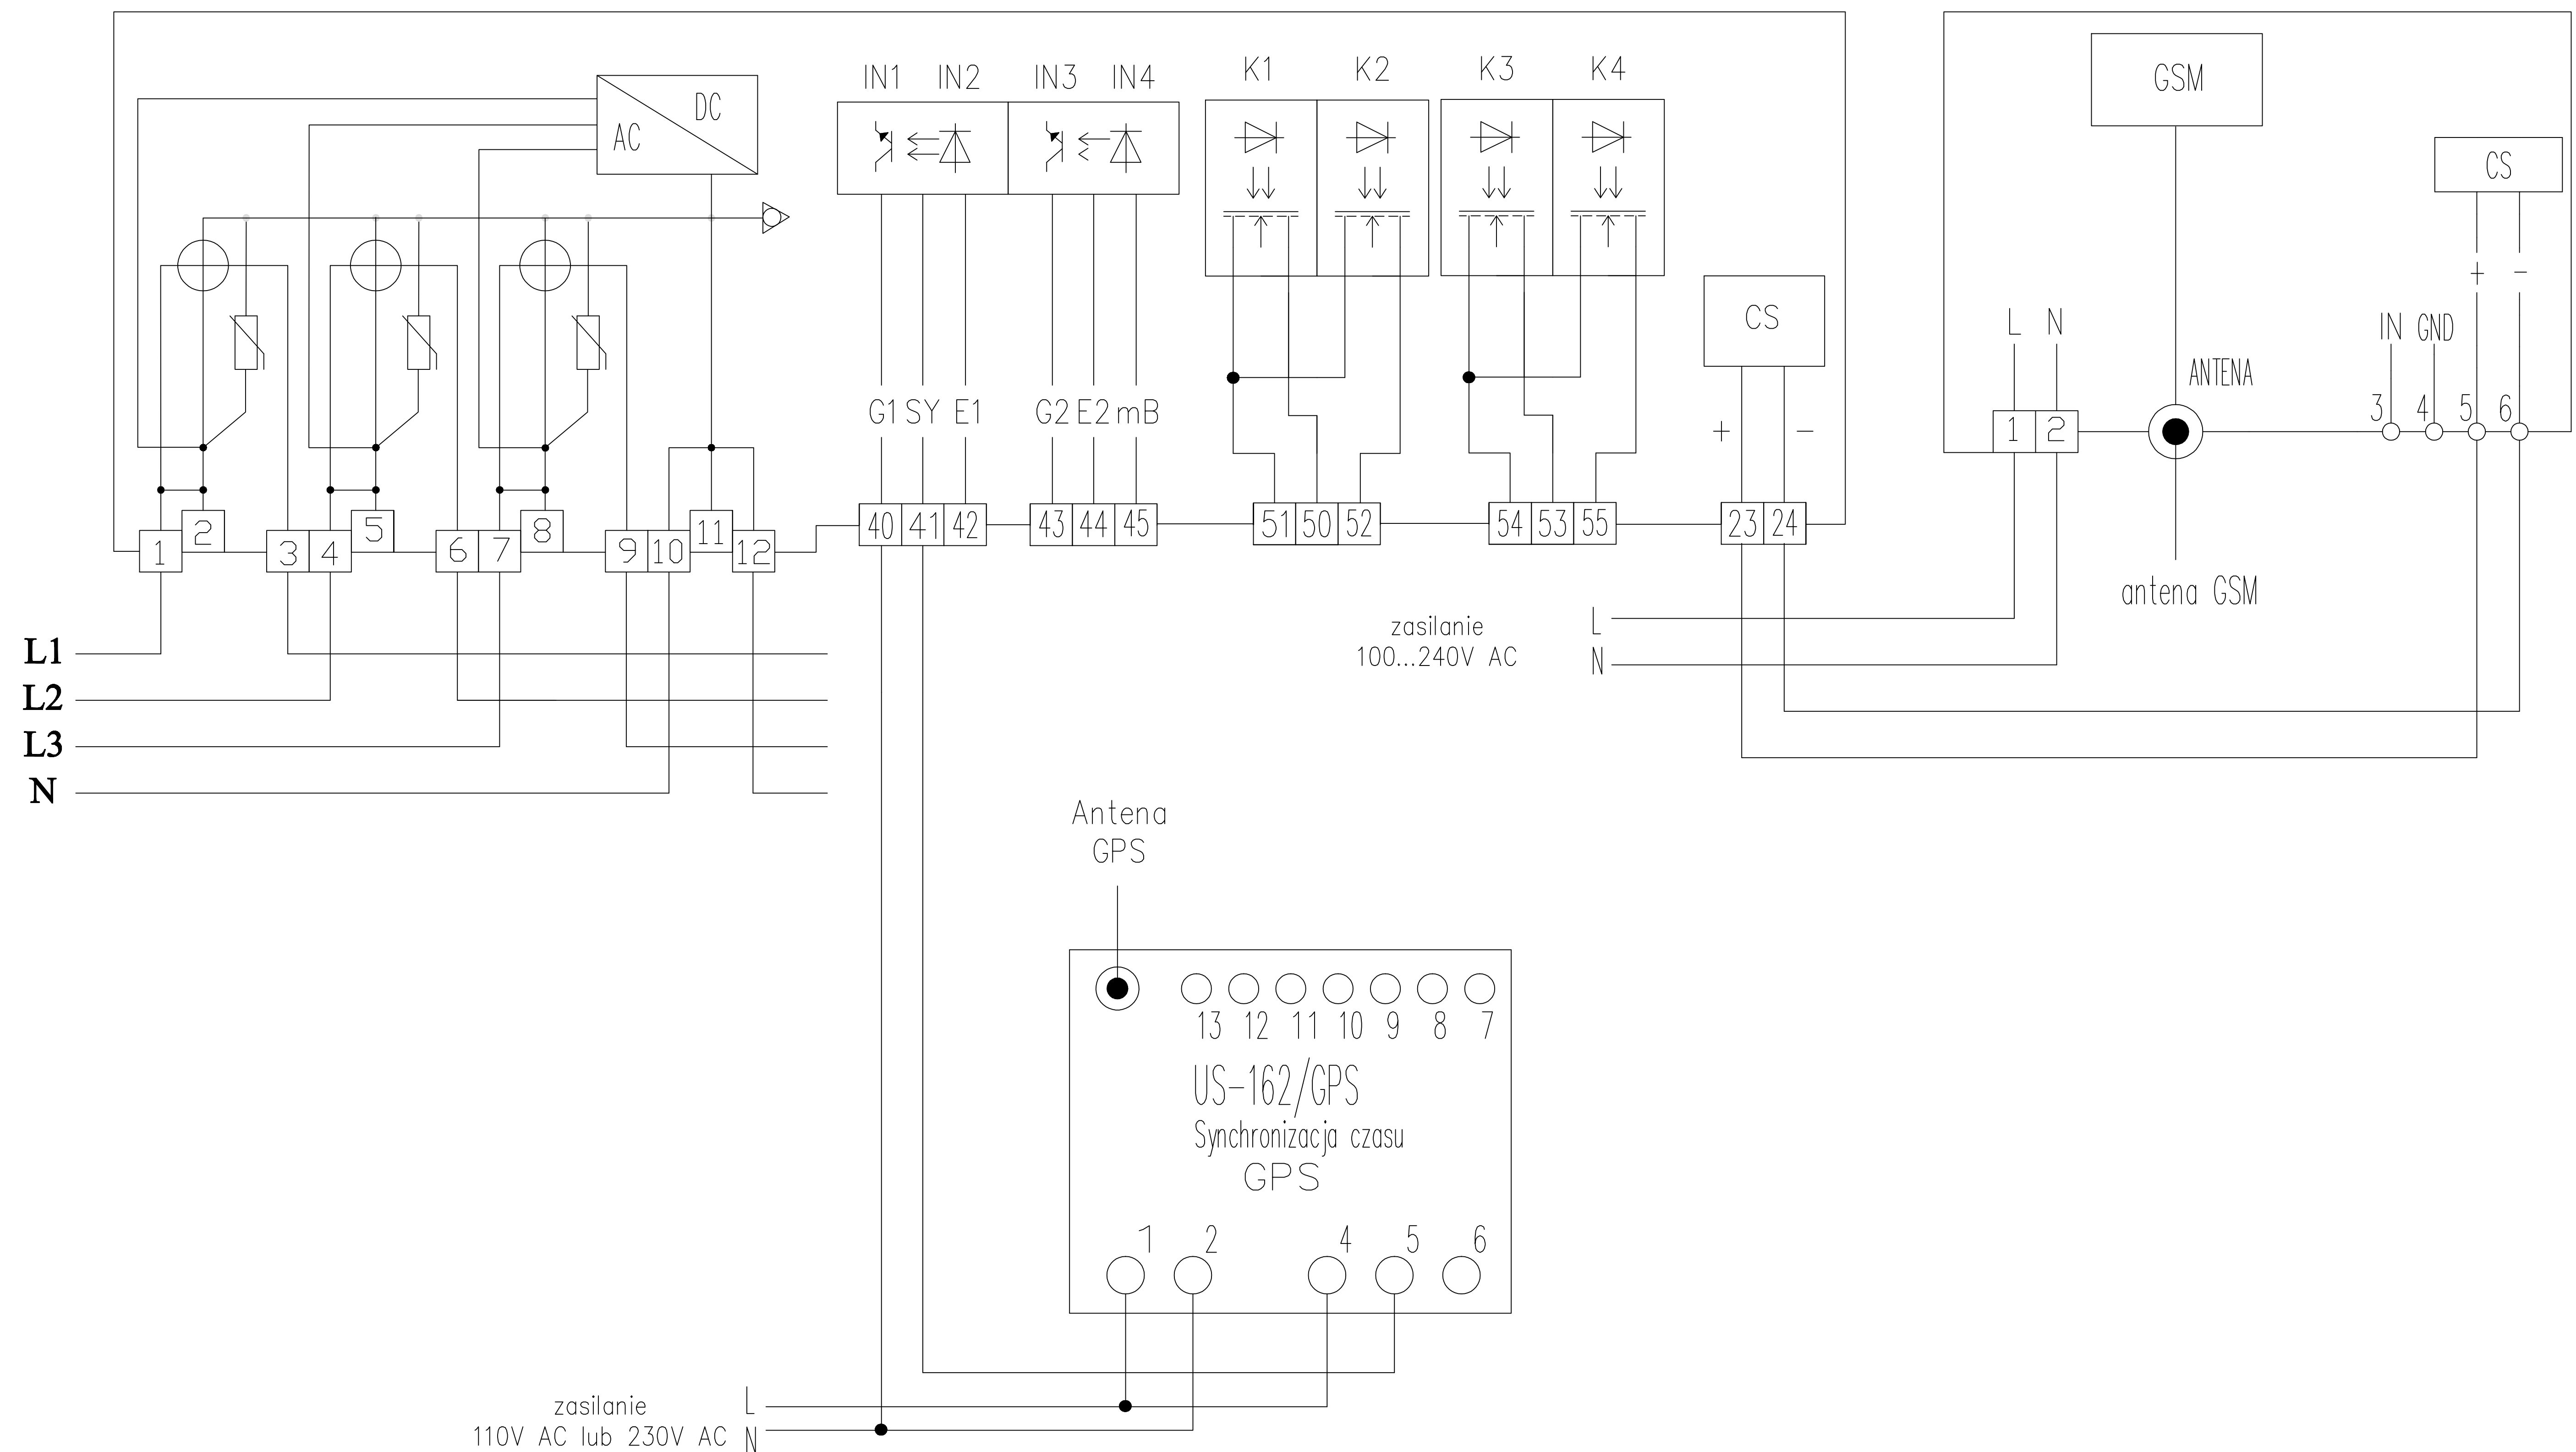 IN1 IN2 IN3 IN4
K1 K2 K3 K4
GSM
DC
AC
CS
CS
+ -
L N
IN GND
ANTENA
G1 SY E1 G2 E2 mB
+ -
1 2 3 4 5 6
1 2 3 4 5 6 7 8 9 10 11 12
40 41 42 43 44 45 51 50 52 54 53 55 23 24
antena GSM
zasilanie
100...240V AC
L
N
L1
L2
L3
N
Antena
GPS
13 12 11 10 9 8 7
US-162/GPS
Synchronizacja czasu
GPS
1 2 4 5 6
zasilanie
110V AC lub 230V AC
L
N